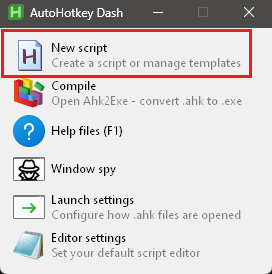 AutoHotkey Dash
New script
Create a script or manage templates
Compile
Open Ahk2Exe - convert .ahk to .exe
Help files (F1)
Window spy
Launch settings
Configure how .ahk files are opened
Editor settings
Set your default script editor